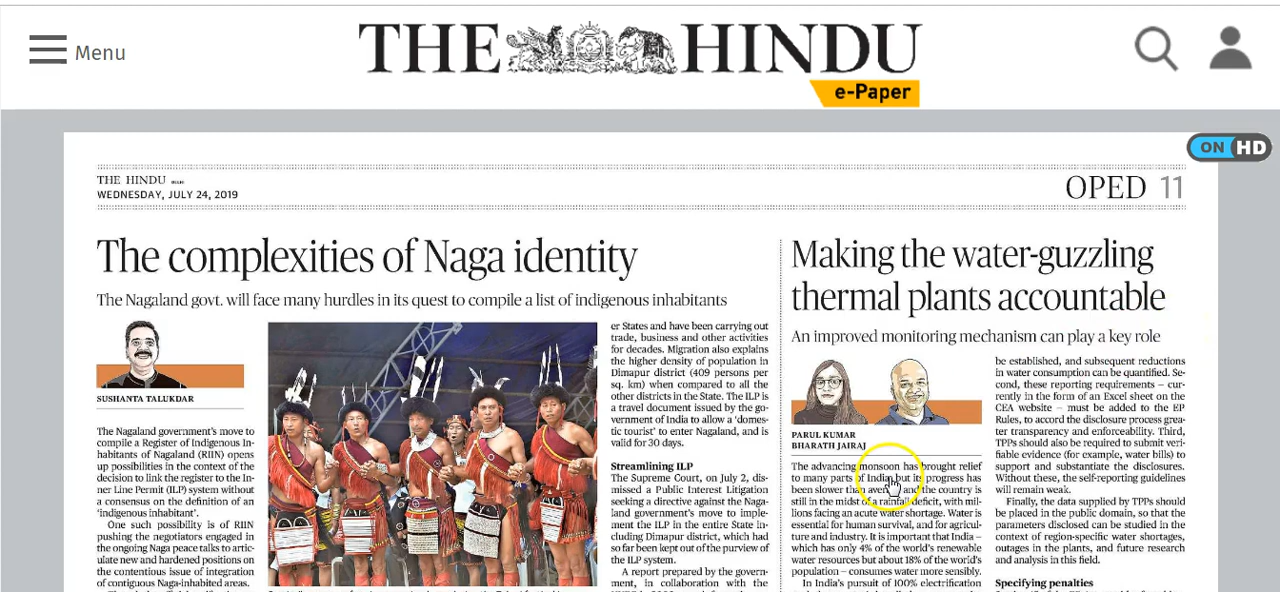 Menu
THE HINDU
e-Paper
ON HD
THE HINDU
WEDNESDAY, JULY 24, 2019
OPED 11
The complexities of Naga identity
The Nagaland govt. will face many hurdles in its quest to compile a list of indigenous inhabitants
SUSHANTA TALUKDAR
The Nagaland government's move to
compile a Register of Indigenous In-
habitants of Nagaland (RIIN) opens
up possibilities in the context of the
decision to link the register to the In-
ner Line Permit (ILP) system without
a consensus on the definition of an
'indigenous inhabitant'.
One such possibility is of RIIN
pushing the negotiators engaged in
the ongoing Naga peace talks to artic-
ulate new and hardened positions on
the contentious issue of integration
of contiguous Naga-inhabited areas.
er States and have been carrying out
trade, business and other activities
for decades. Migration also explains
the higher density of population in
Dimapur district (409 persons per
sq. km) when compared to all the
other districts in the State. The ILP is
a travel document issued by the go-
vernment of India to allow a 'domes-
tic tourist' to enter Nagaland, and is
valid for 30 days.
Streamlining ILP
The Supreme Court, on July 2, dis-
missed a Public Interest Litigation
seeking a directive against the Naga-
land government's move to imple-
ment the ILP in the entire State in-
cluding Dimapur district, which had
so far been kept out of the purview of
the ILP system.
A report prepared by the govern-
ment, in collaboration with the
Making the water-guzzling
thermal plants accountable
An improved monitoring mechanism can play a key role
PARUL KUMAR
BHARATH JAIRAJ
The advancing monsoon has brought relief
to many parts of India, but its progress has
been slower than average and the country is
still in the midst of a rainfall deficit, with mil-
lions facing an acute water shortage. Water is
essential for human survival, and for agricul-
ture and industry. It is important that India –
which has only 4% of the world's renewable
water resources but about 18% of the world's
population – consumes water more sensibly.
In India's pursuit of 100% electrification
be established, and subsequent reductions
in water consumption can be quantified. Se-
cond, these reporting requirements – cur-
rently in the form of an Excel sheet on the
CEA website – must be added to the EP
Rules, to accord the disclosure process grea-
ter transparency and enforceability. Third,
TPPs should also be required to submit veri-
fiable evidence (for example, water bills) to
support and substantiate the disclosures.
Without these, the self-reporting guidelines
will remain weak.
Finally, the data supplied by TPPs should
be placed in the public domain, so that the
parameters disclosed can be studied in the
context of region-specific water shortages,
outages in the plants, and future research
and analysis in this field.
Specifying penalties